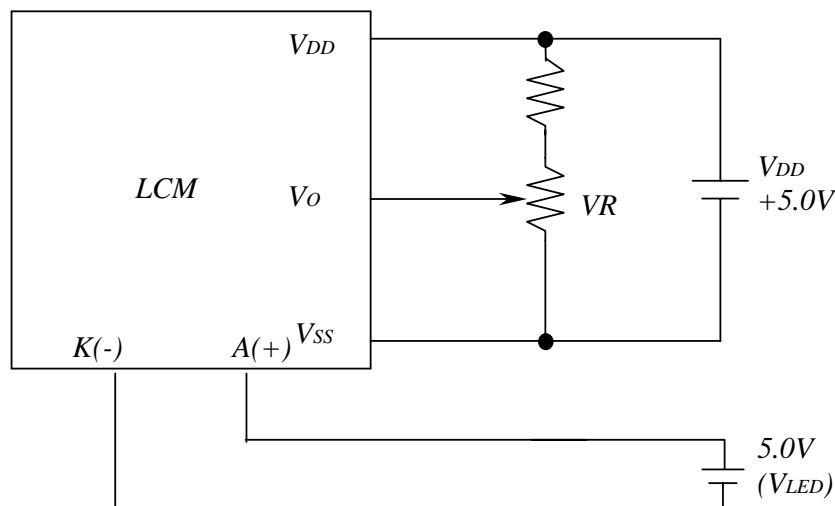 VDD
LCM
VO
VR
VDD
+5.0V
VSS
K(-)
A(+)
5.0V
(VLED)